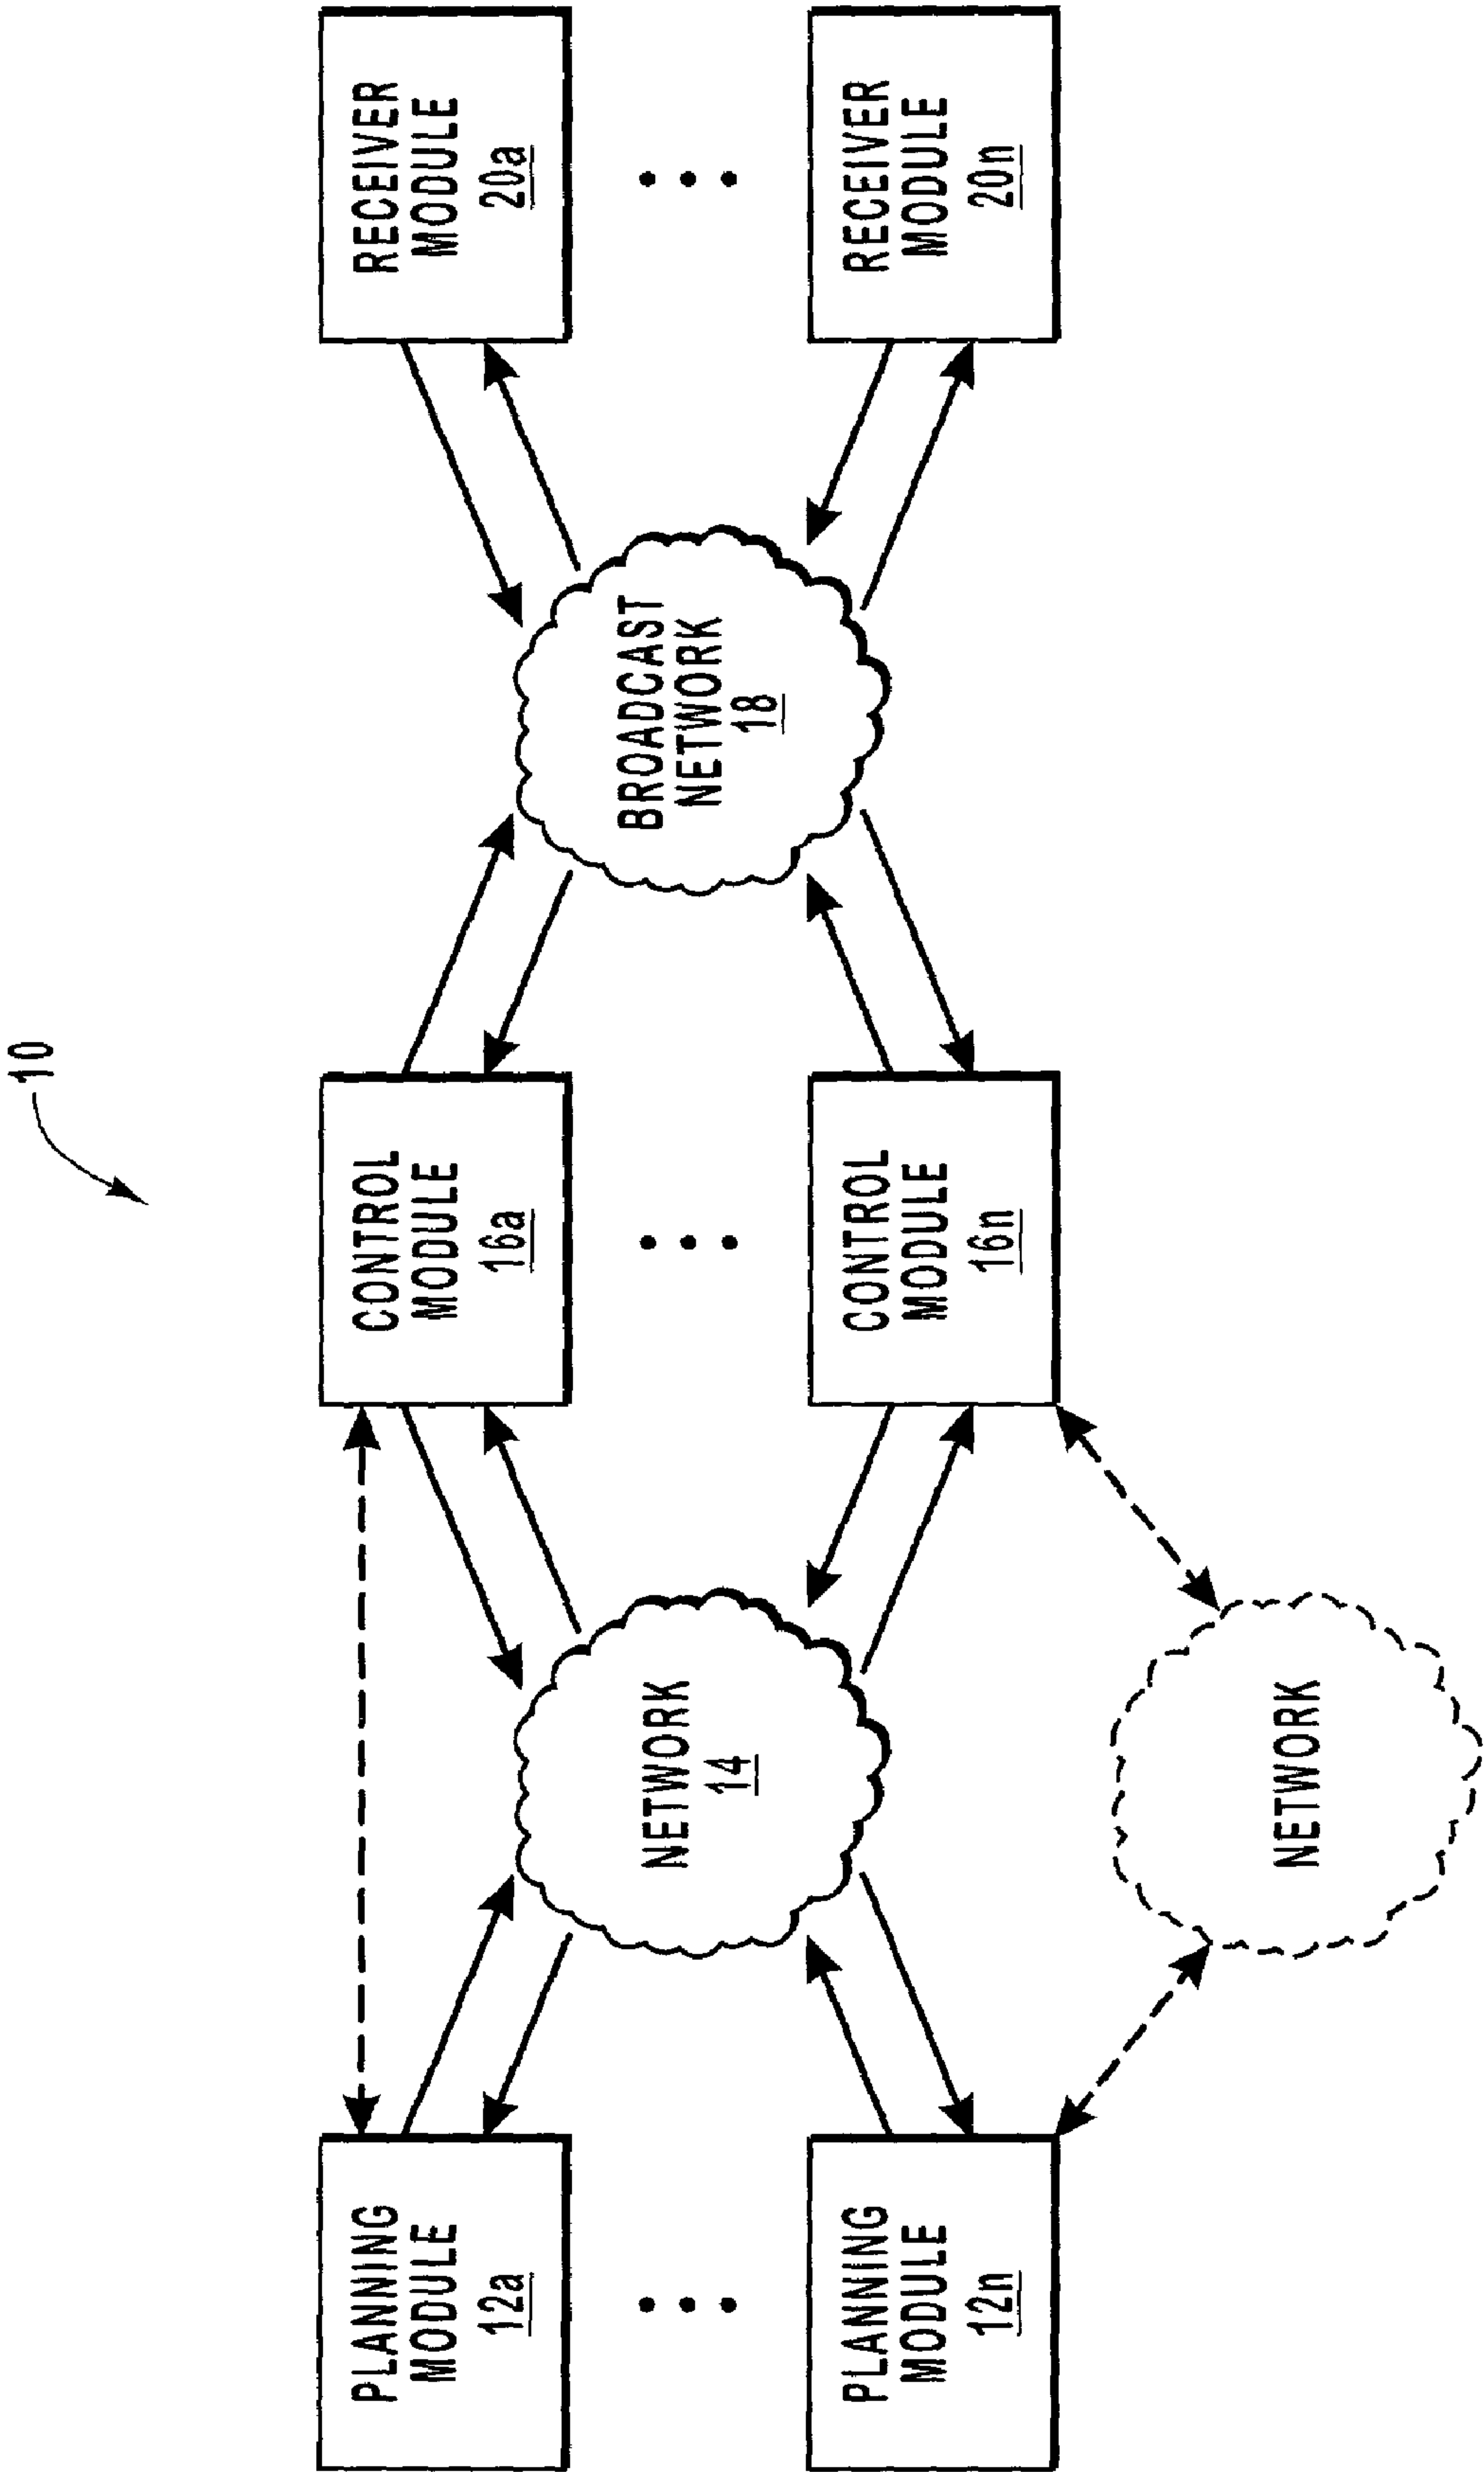 10
PLANNING
MODULE
12a
CONTROL
MODULE
16a
RECEIVER
MODULE
20a
NETWORK
14
BROADCAST
NETWORK
18
PLANNING
MODULE
12n
CONTROL
MODULE
16n
RECEIVER
MODULE
20n
NETWORK